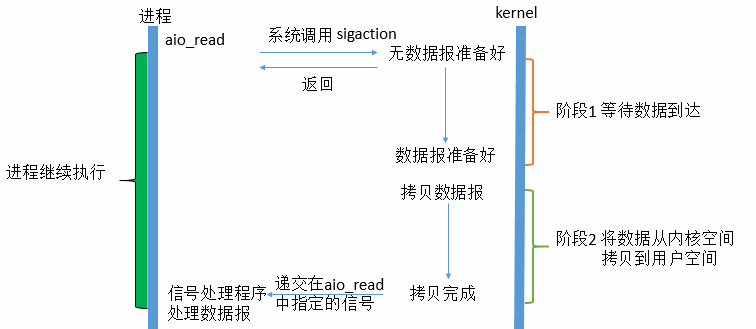 进程
kernel
aio_read
系统调用 sigaction
无数据报准备好
返回
阶段1 等待数据到达
数据报准备好
进程继续执行
拷贝数据报
阶段2 将数据从内核空间
拷贝到用户空间
信号处理程序
处理数据报
递交在aio_read
中指定的信号
拷贝完成